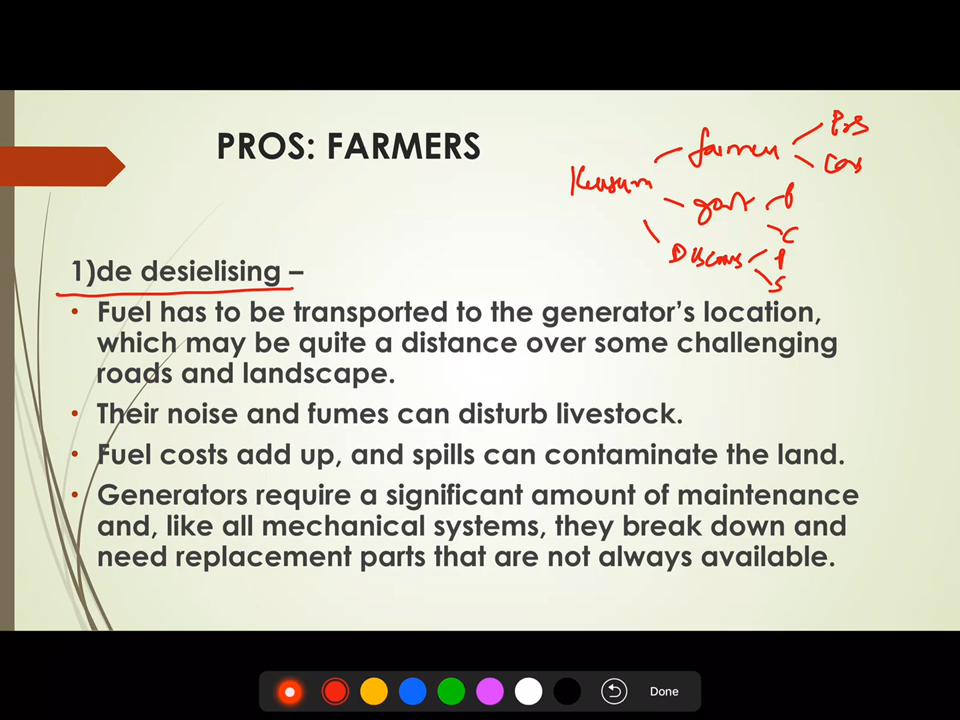 PROS: FARMERS
Kusum
farmer
Pros
Cons
govt
P
C
Discoms
P
S
1)de desielising –
• Fuel has to be transported to the generator’s location,
which may be quite a distance over some challenging
roads and landscape.
• Their noise and fumes can disturb livestock.
• Fuel costs add up, and spills can contaminate the land.
• Generators require a significant amount of maintenance
and, like all mechanical systems, they break down and
need replacement parts that are not always available.
Done